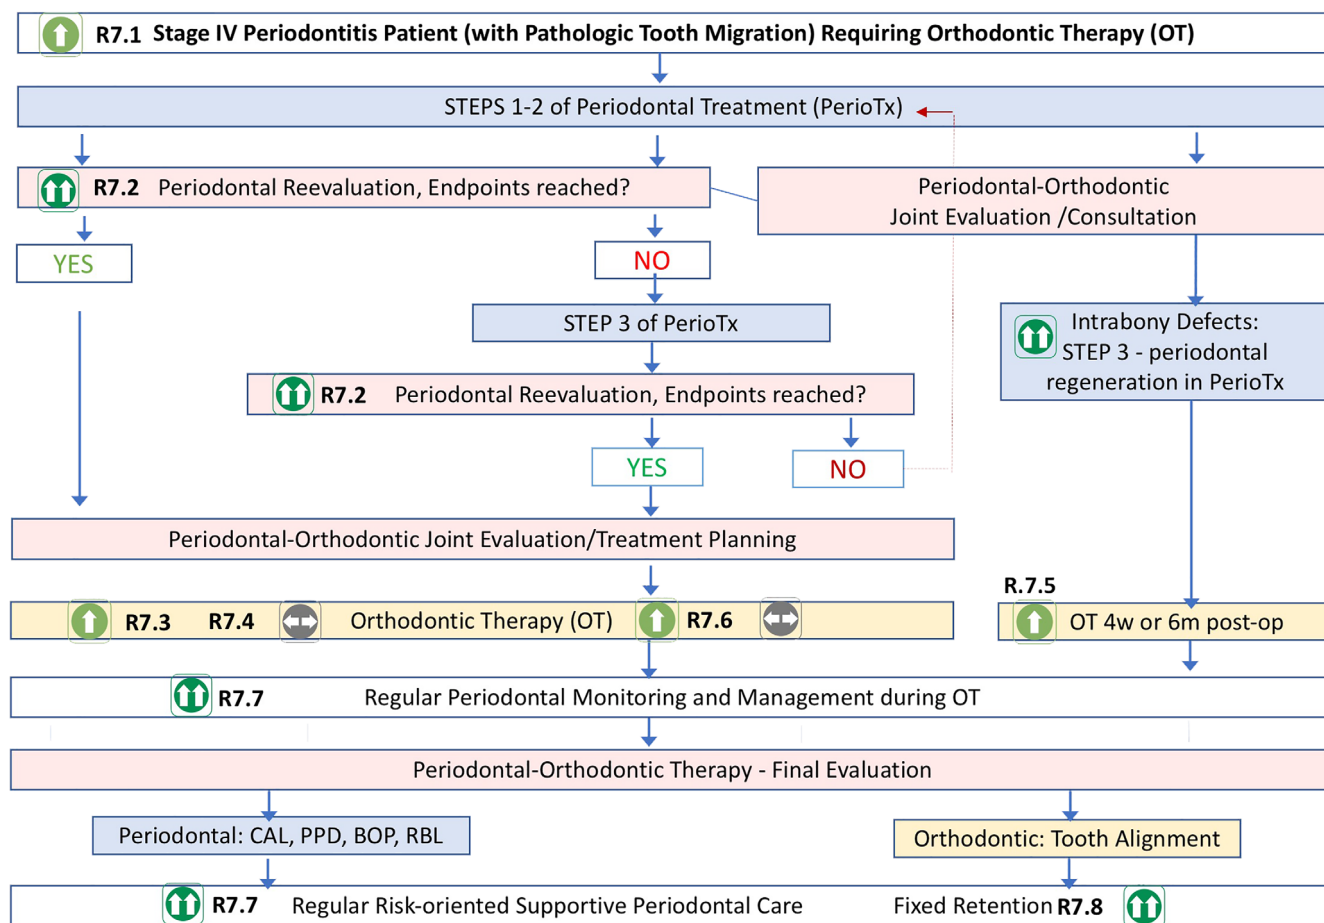 R7.1 Stage IV Periodontitis Patient (with Pathologic Tooth Migration) Requiring Orthodontic Therapy (OT)
STEPS 1-2 of Periodontal Treatment (PerioTx)
R7.2 Periodontal Reevaluation, Endpoints reached?
Periodontal-Orthodontic
Joint Evaluation /Consultation
YES
NO
STEP 3 of PerioTx
Intrabony Defects:
STEP 3 - periodontal
regeneration in PerioTx
R7.2 Periodontal Reevaluation, Endpoints reached?
YES
NO
Periodontal-Orthodontic Joint Evaluation/Treatment Planning
R7.3 R7.4 Orthodontic Therapy (OT) R7.6
R.7.5
OT 4w or 6m post-op
R7.7 Regular Periodontal Monitoring and Management during OT
Periodontal-Orthodontic Therapy - Final Evaluation
Periodontal: CAL, PPD, BOP, RBL
Orthodontic: Tooth Alignment
R7.7 Regular Risk-oriented Supportive Periodontal Care
Fixed Retention R7.8